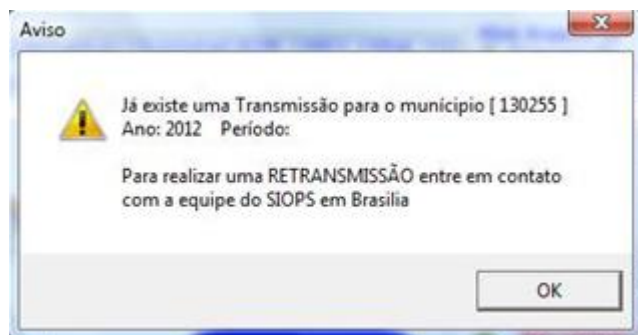 Aviso
Já existe uma Transmissão para o município [ 130255 ]
Ano: 2012 Período:
Para realizar uma RETRANSMISSÃO entre em contato
com a equipe do SIOPS em Brasilia
OK